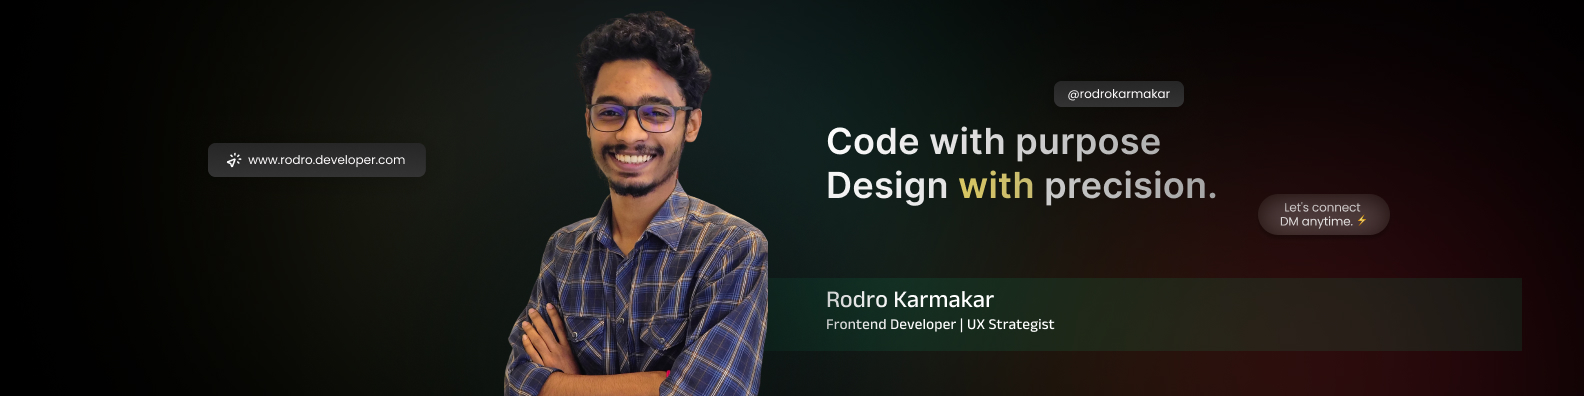 www.rodro.developer.com
@rodrokarmakar
Code with purpose
Design with precision.
Let's connect
DM anytime.⚡
Rodro Karmakar
Frontend Developer | UX Strategist